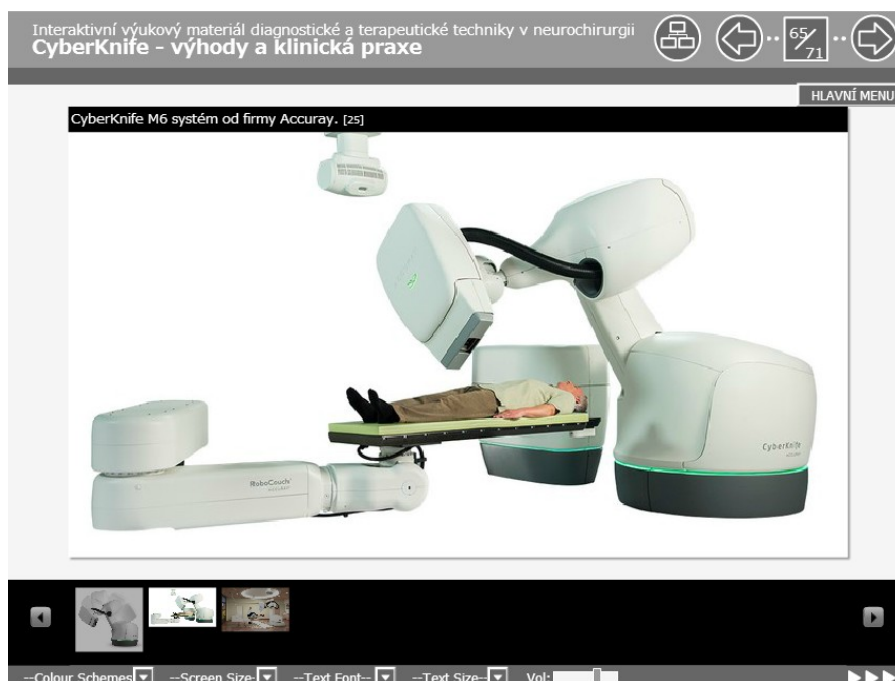 Interaktivní výukový materiál diagnostické a terapeutické techniky v neurochirurgii
CyberKnife - výhody a klinická praxe
65/71
HLAVNÍ MENU
CyberKnife M6 systém od firmy Accuray. [25]
CyberKnife
RoboCouch
--Colour Schemes --Screen Size- --Text Font-- --Text Size-- Vol: